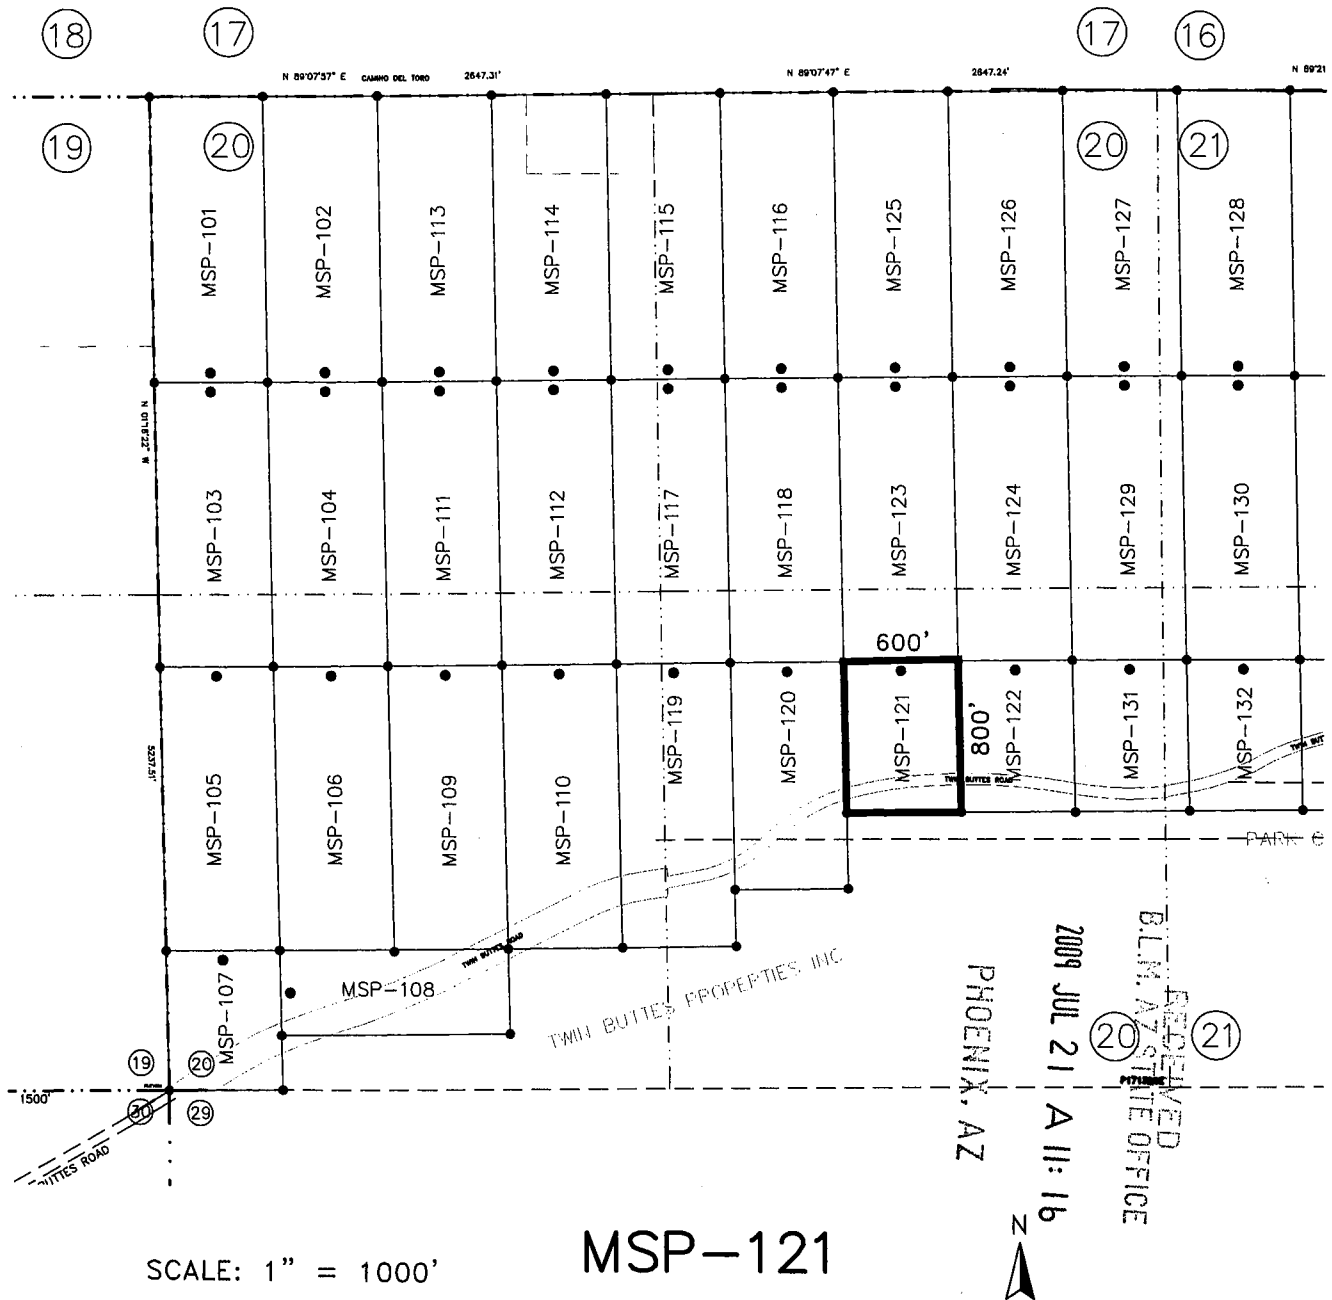 18 17 17 16
N 89°07'57" E CAMINO DEL TORO 2647.31' N 89°07'47" E 2647.24' N 89°21
19 20 20 21
MSP-101
MSP-102
MSP-113
MSP-114
MSP-115
MSP-116
MSP-125
MSP-126
MSP-127
MSP-128
N 01°18'22" W
MSP-103
MSP-104
MSP-111
MSP-112
MSP-117
MSP-118
MSP-123
MSP-124
MSP-129
MSP-130
600'
800'
5237.51'
MSP-105
MSP-106
MSP-109
MSP-110
MSP-119
MSP-120
MSP-121
MSP-122
MSP-131
MSP-132
TWIN BUTTES ROAD
TWIN BUT
PARK
TWIN BUTTES ROAD
MSP-107
MSP-108
TWIN BUTTES PROPERTIES INC
RECEIVED
B.L.M. AZ STATE OFFICE
2009 JUL 21 A 11: 16
PHOENIX, AZ
20 21
19 20
1500'
30 29
BUTTES ROAD
SCALE: 1" = 1000'
MSP-121
N